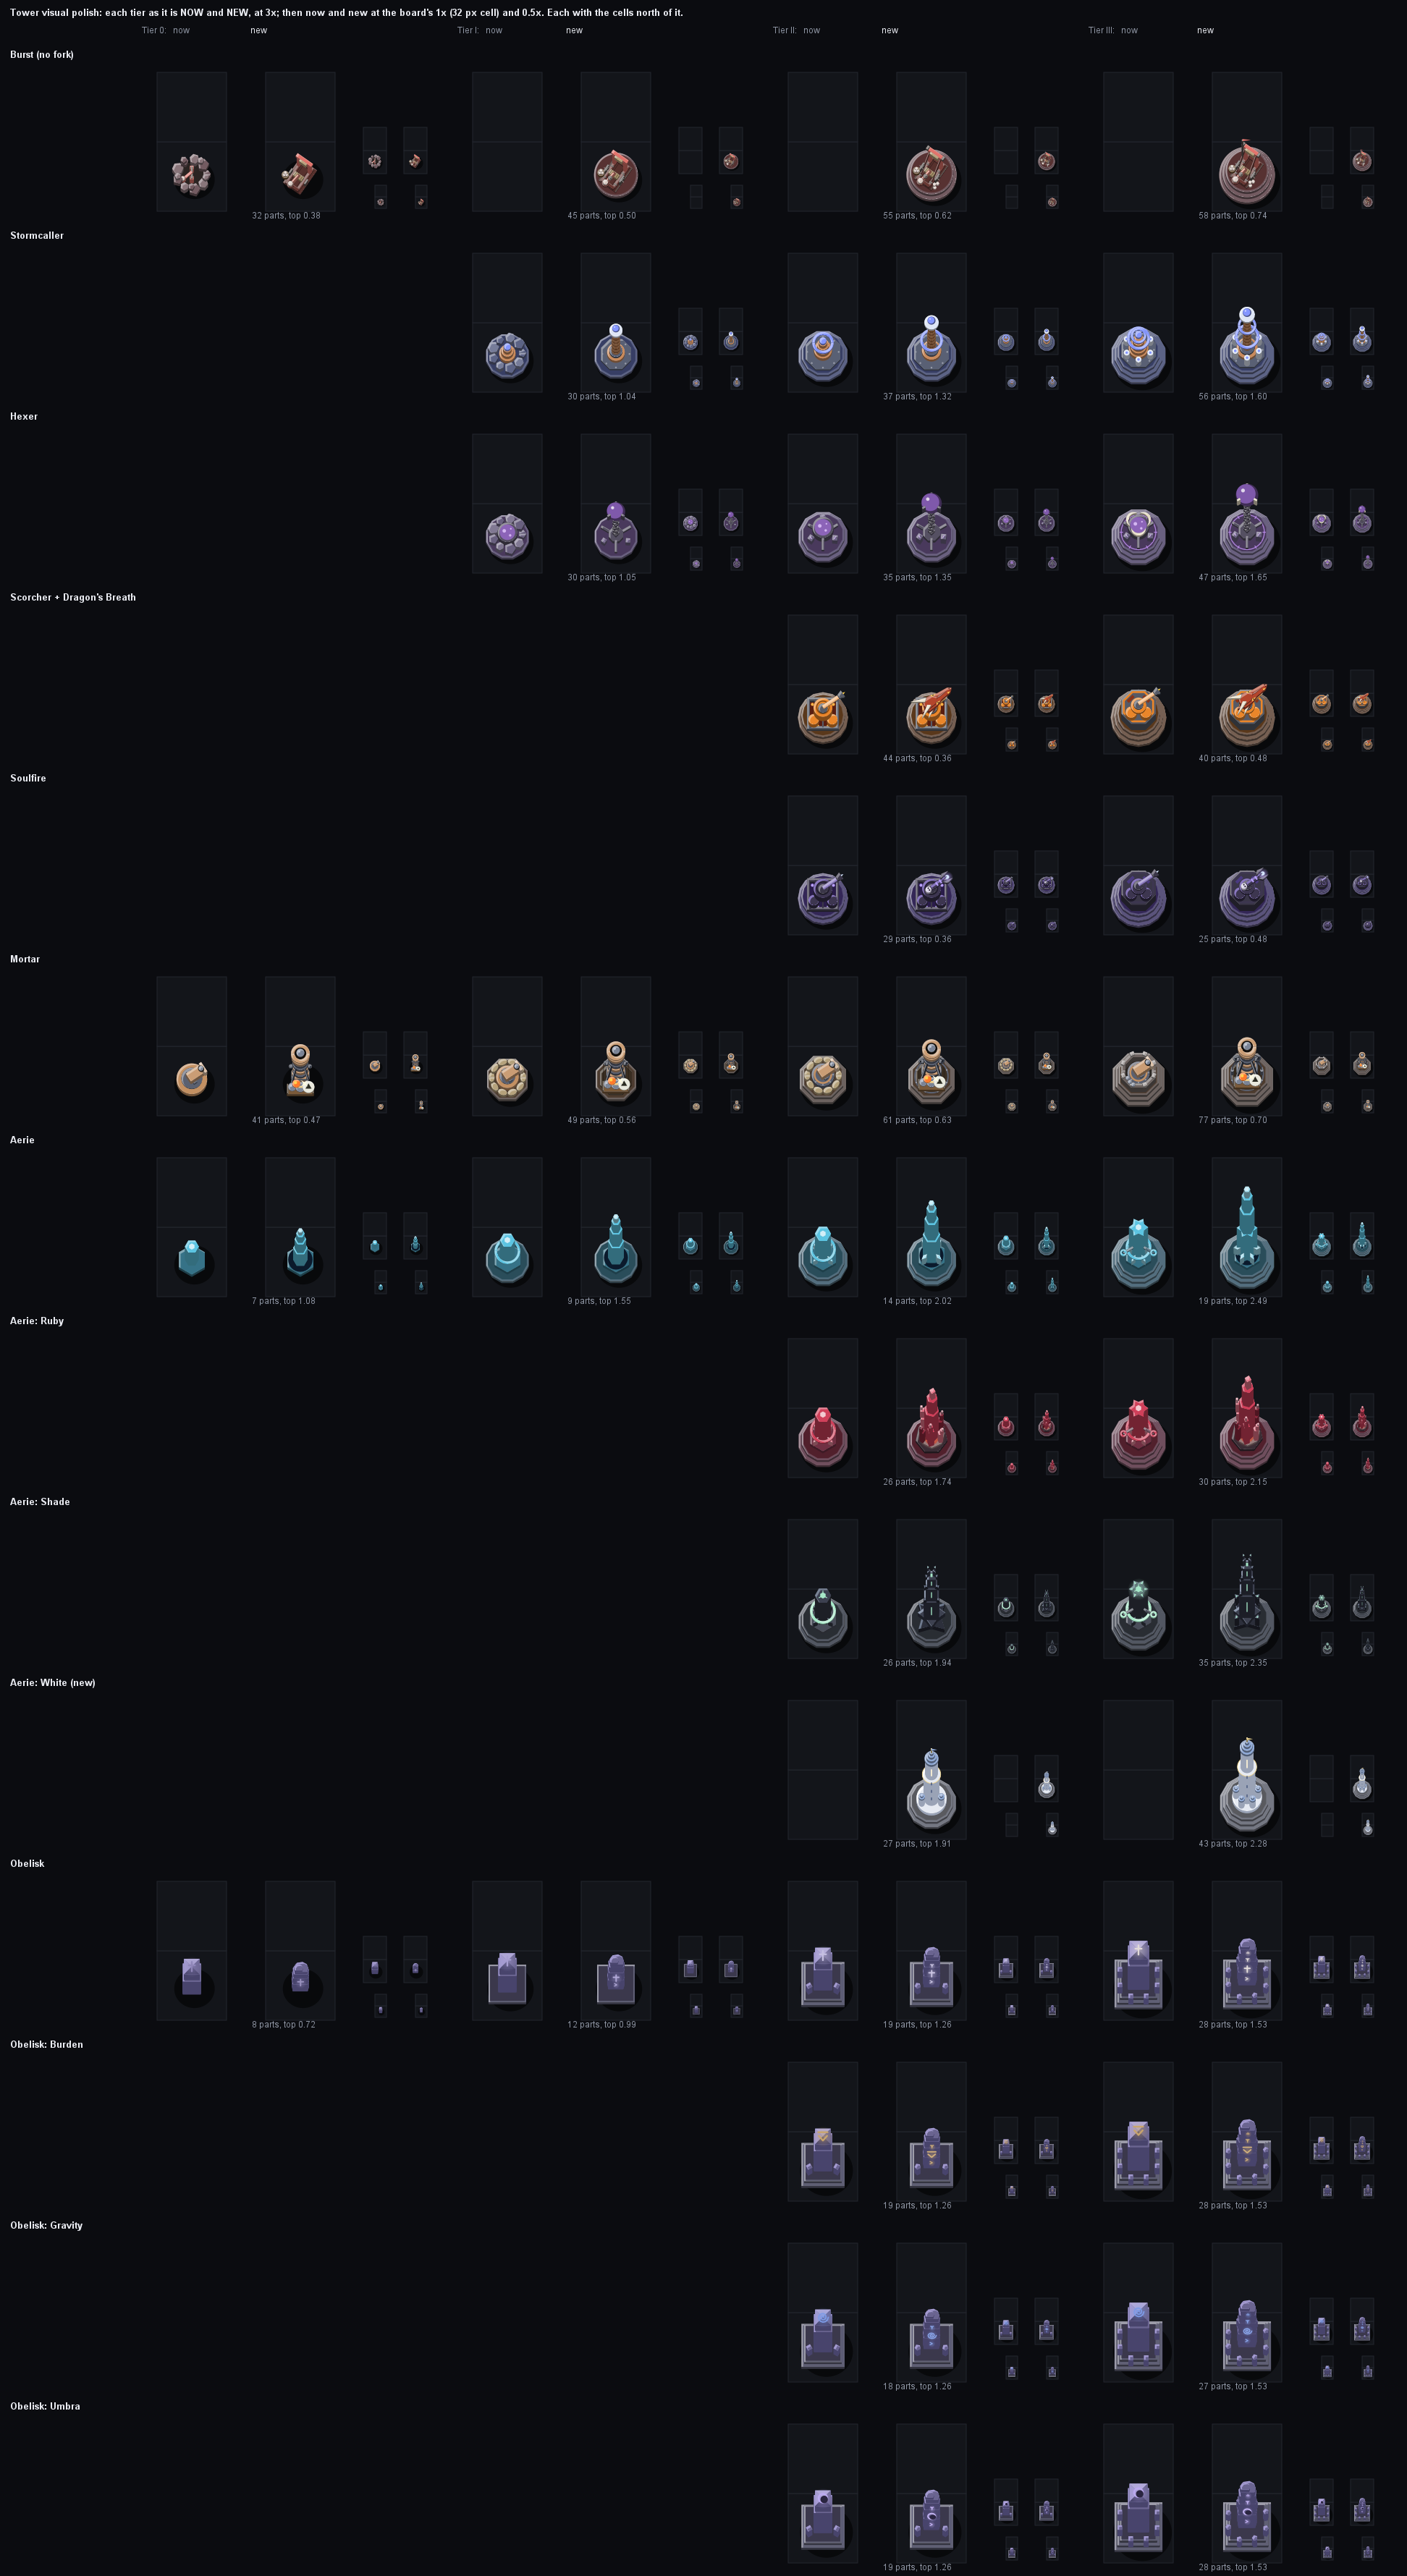 Tower visual polish: each tier as it is NOW and NEW, at 3x; then now and new at the board's 1x (32 px cell) and 0.5x. Each with the cells north of it.
Tier 0: now new Tier I: now new Tier II: now new Tier III: now new
Burst (no fork)
32 parts, top 0.38 45 parts, top 0.50 55 parts, top 0.62 58 parts, top 0.74
Stormcaller
30 parts, top 1.04 37 parts, top 1.32 56 parts, top 1.60
Hexer
30 parts, top 1.05 35 parts, top 1.35 47 parts, top 1.65
Scorcher + Dragon's Breath
44 parts, top 0.36 40 parts, top 0.48
Soulfire
29 parts, top 0.36 25 parts, top 0.48
Mortar
41 parts, top 0.47 49 parts, top 0.56 61 parts, top 0.63 77 parts, top 0.70
Aerie
7 parts, top 1.08 9 parts, top 1.55 14 parts, top 2.02 19 parts, top 2.49
Aerie: Ruby
26 parts, top 1.74 30 parts, top 2.15
Aerie: Shade
26 parts, top 1.94 35 parts, top 2.35
Aerie: White (new)
27 parts, top 1.91 43 parts, top 2.28
Obelisk
8 parts, top 0.72 12 parts, top 0.99 19 parts, top 1.26 28 parts, top 1.53
Obelisk: Burden
19 parts, top 1.26 28 parts, top 1.53
Obelisk: Gravity
18 parts, top 1.26 27 parts, top 1.53
Obelisk: Umbra
19 parts, top 1.26 28 parts, top 1.53